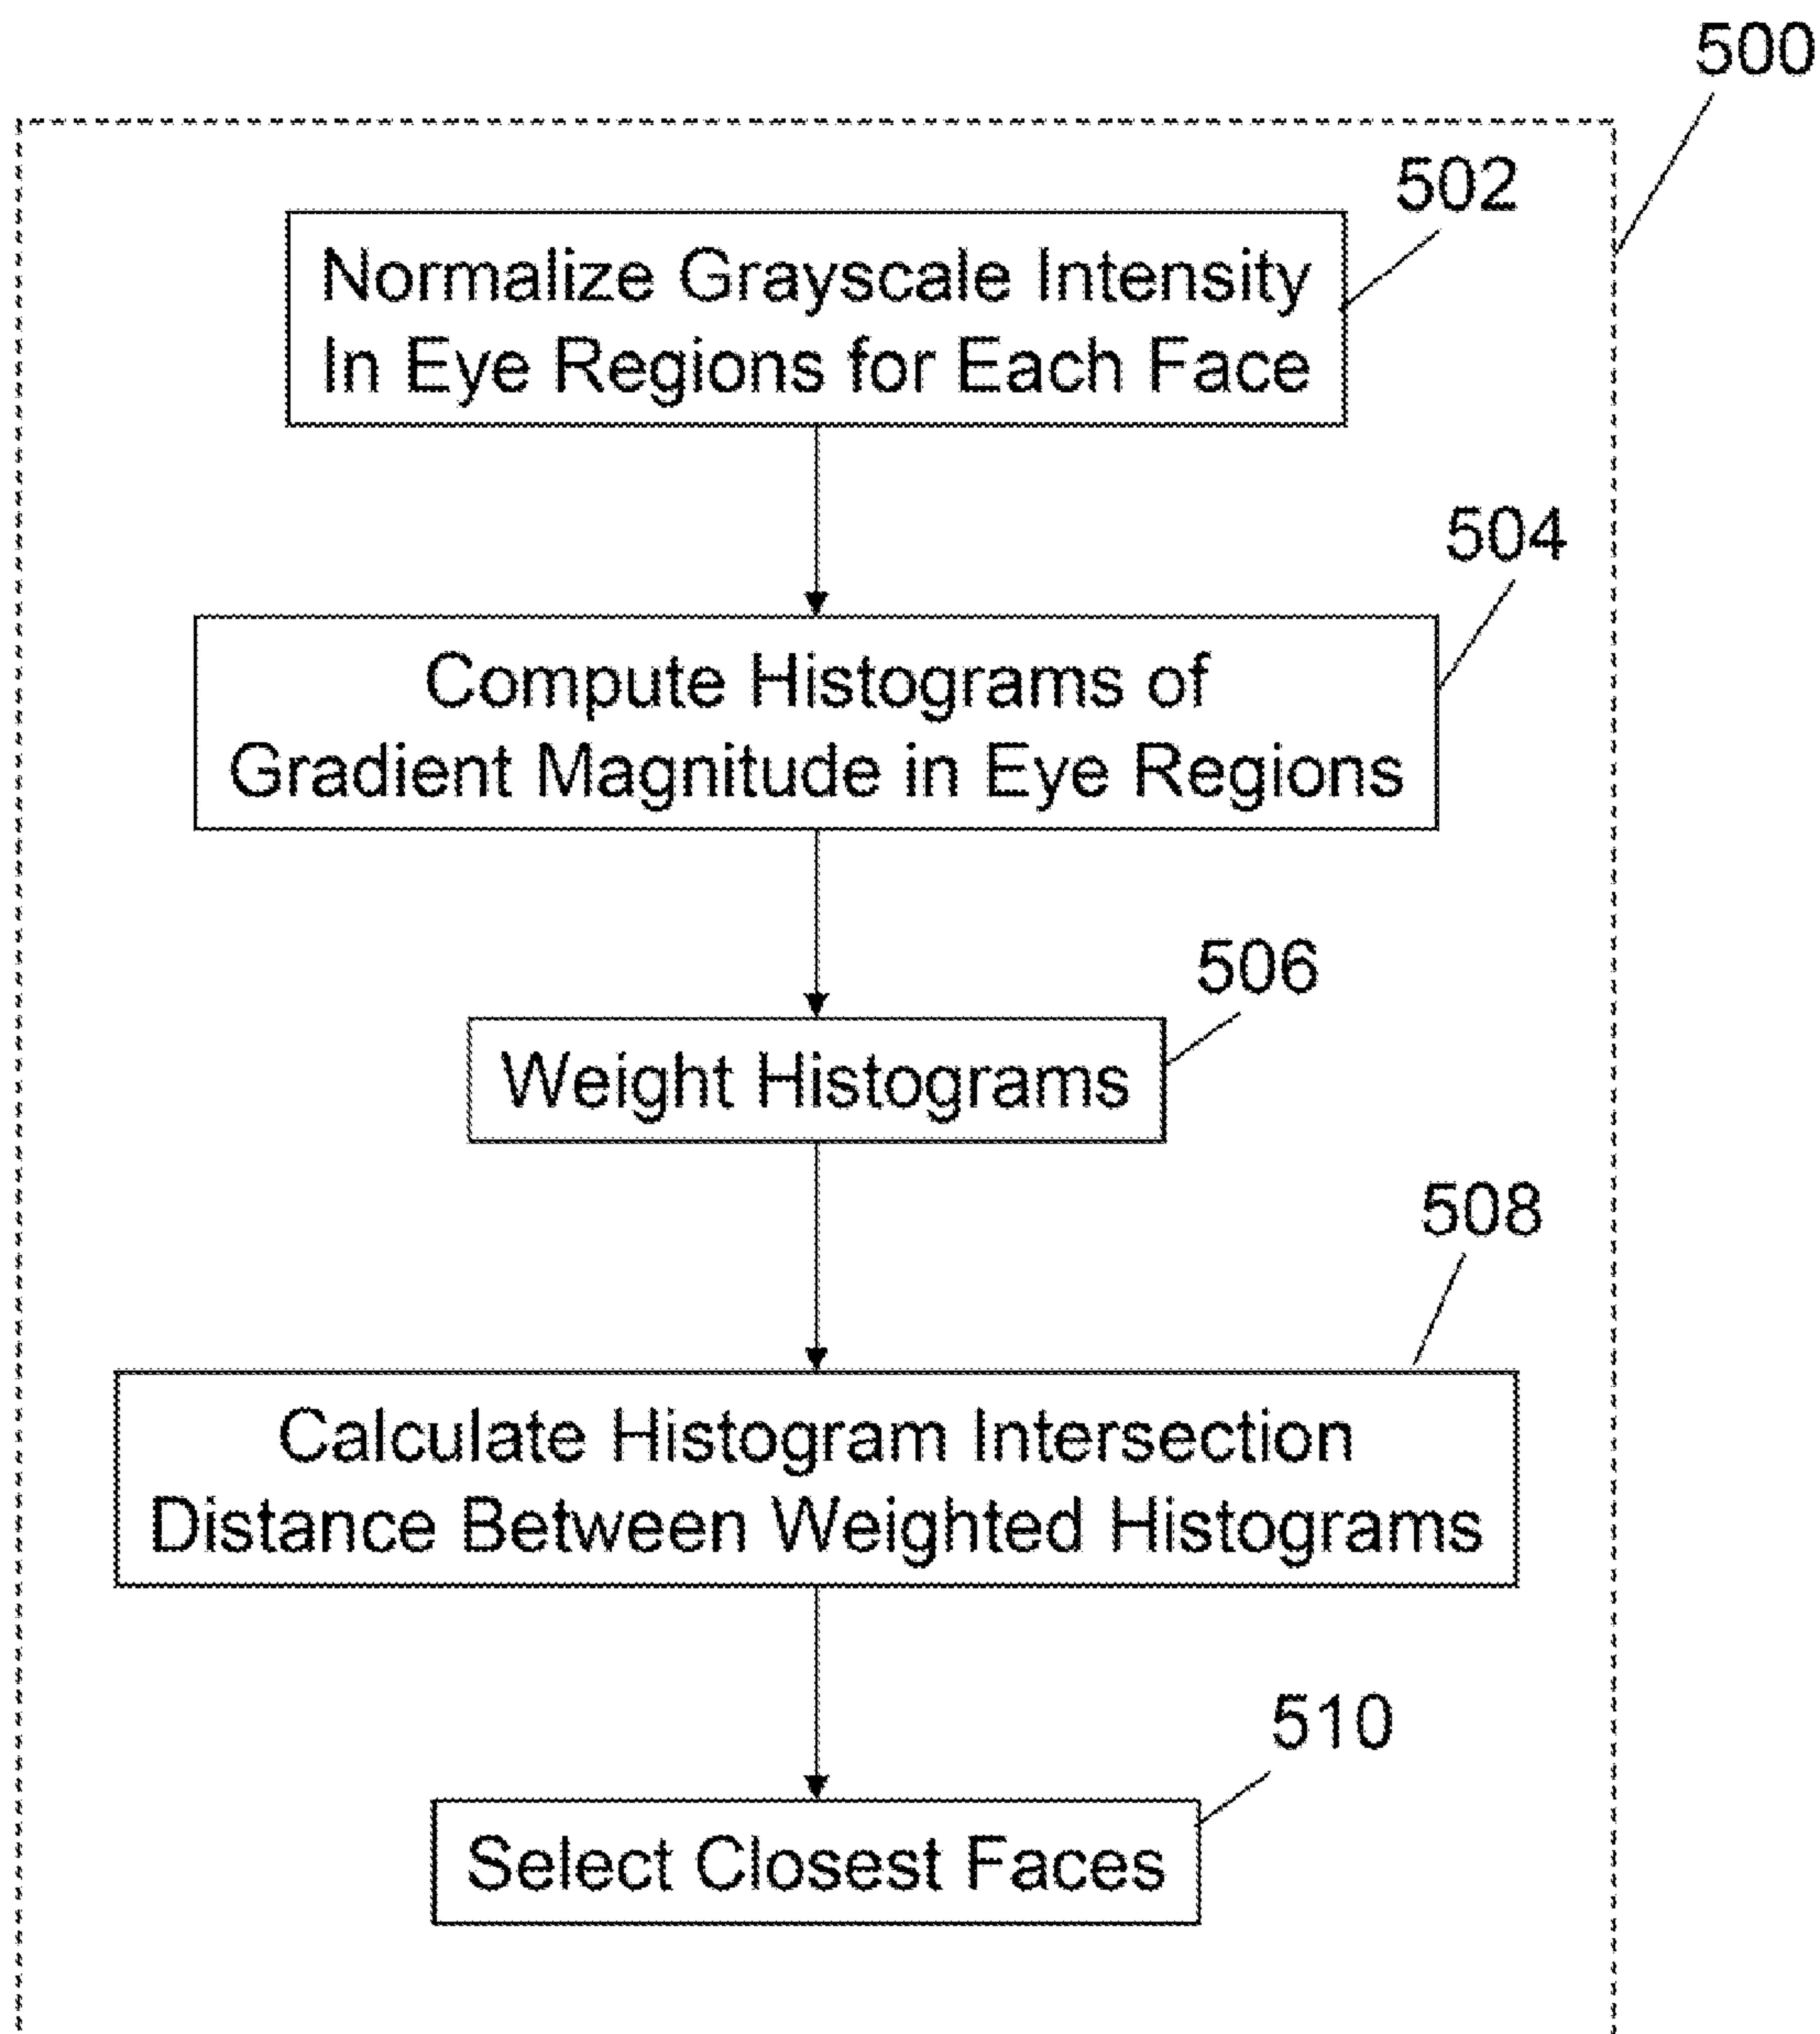 500
502
Normalize Grayscale Intensity
In Eye Regions for Each Face
504
Compute Histograms of
Gradient Magnitude in Eye Regions
506
Weight Histograms
508
Calculate Histogram Intersection
Distance Between Weighted Histograms
510
Select Closest Faces